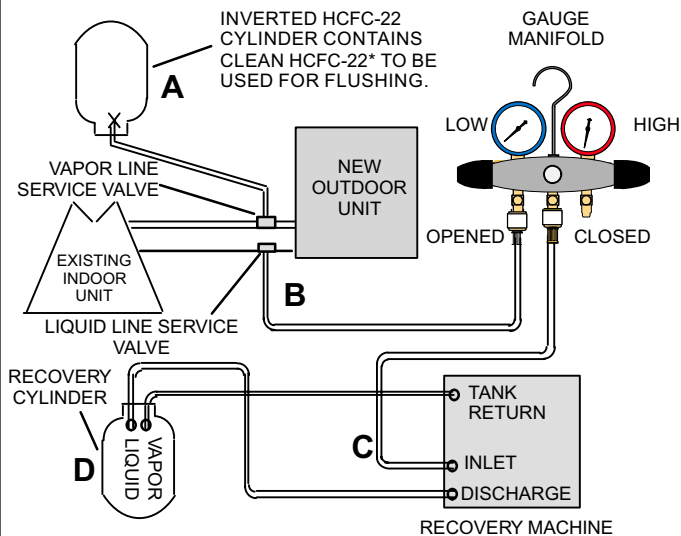 INVERTED HCFC-22
CYLINDER CONTAINS
CLEAN HCFC-22* TO BE
USED FOR FLUSHING.
A
GAUGE
MANIFOLD
LOW
HIGH
VAPOR LINE
SERVICE VALVE
NEW
OUTDOOR
UNIT
EXISTING
INDOOR
UNIT
OPENED
CLOSED
B
LIQUID LINE SERVICE
VALVE
RECOVERY
CYLINDER
TANK
RETURN
C
D
LIQUID
VAPOR
INLET
DISCHARGE
RECOVERY MACHINE